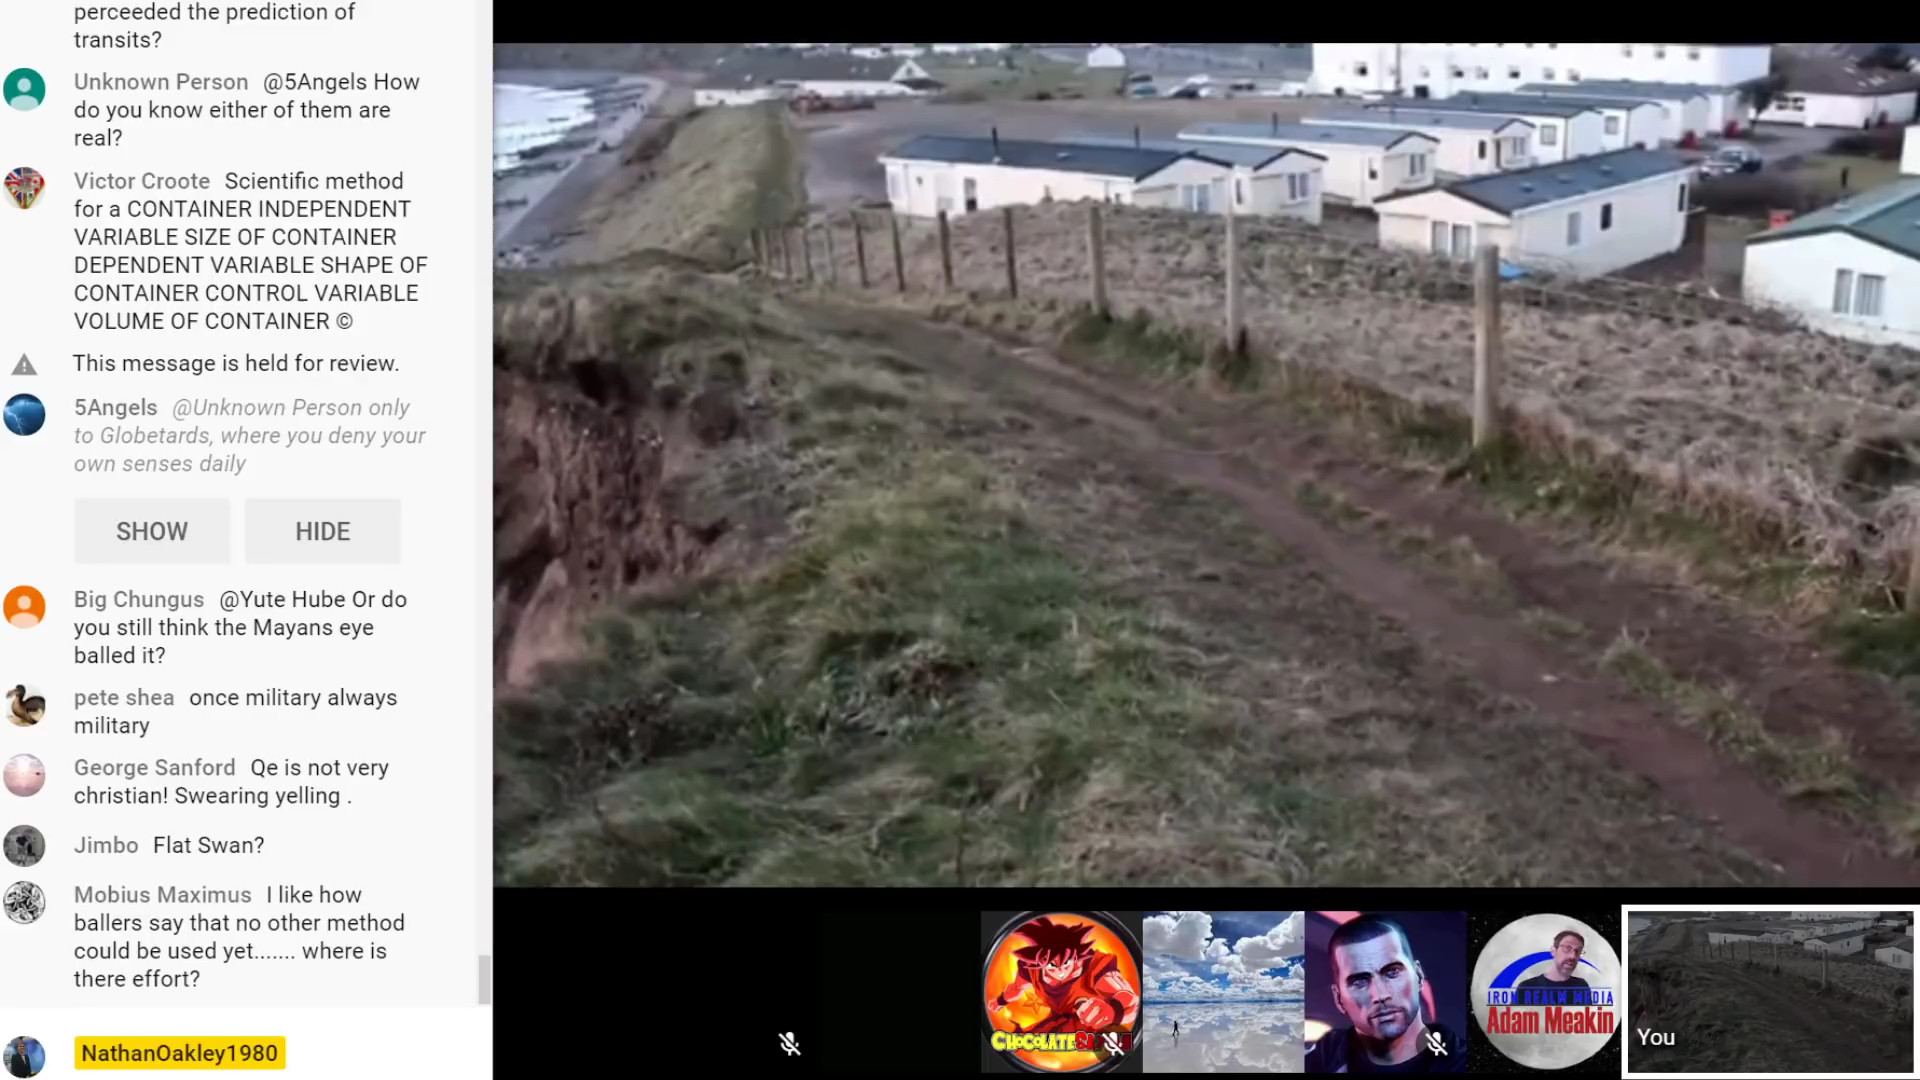 perceeded the prediction of
transits?
Unknown Person @5Angels How
do you know either of them are
real?
Victor Croote Scientific method
for a CONTAINER INDEPENDENT
VARIABLE SIZE OF CONTAINER
DEPENDENT VARIABLE SHAPE OF
CONTAINER CONTROL VARIABLE
VOLUME OF CONTAINER ©
This message is held for review.
5Angels @Unknown Person only
to Globetards, where you deny your
own senses daily
SHOW HIDE
Big Chungus @Yute Hube Or do
you still think the Mayans eye
balled it?
pete shea once military always
military
George Sanford Qe is not very
christian! Swearing yelling .
Jimbo Flat Swan?
Mobius Maximus I like how
ballers say that no other method
could be used yet....... where is
there effort?
NathanOakley1980
IRON REALM MEDIA
Adam Meakin
You